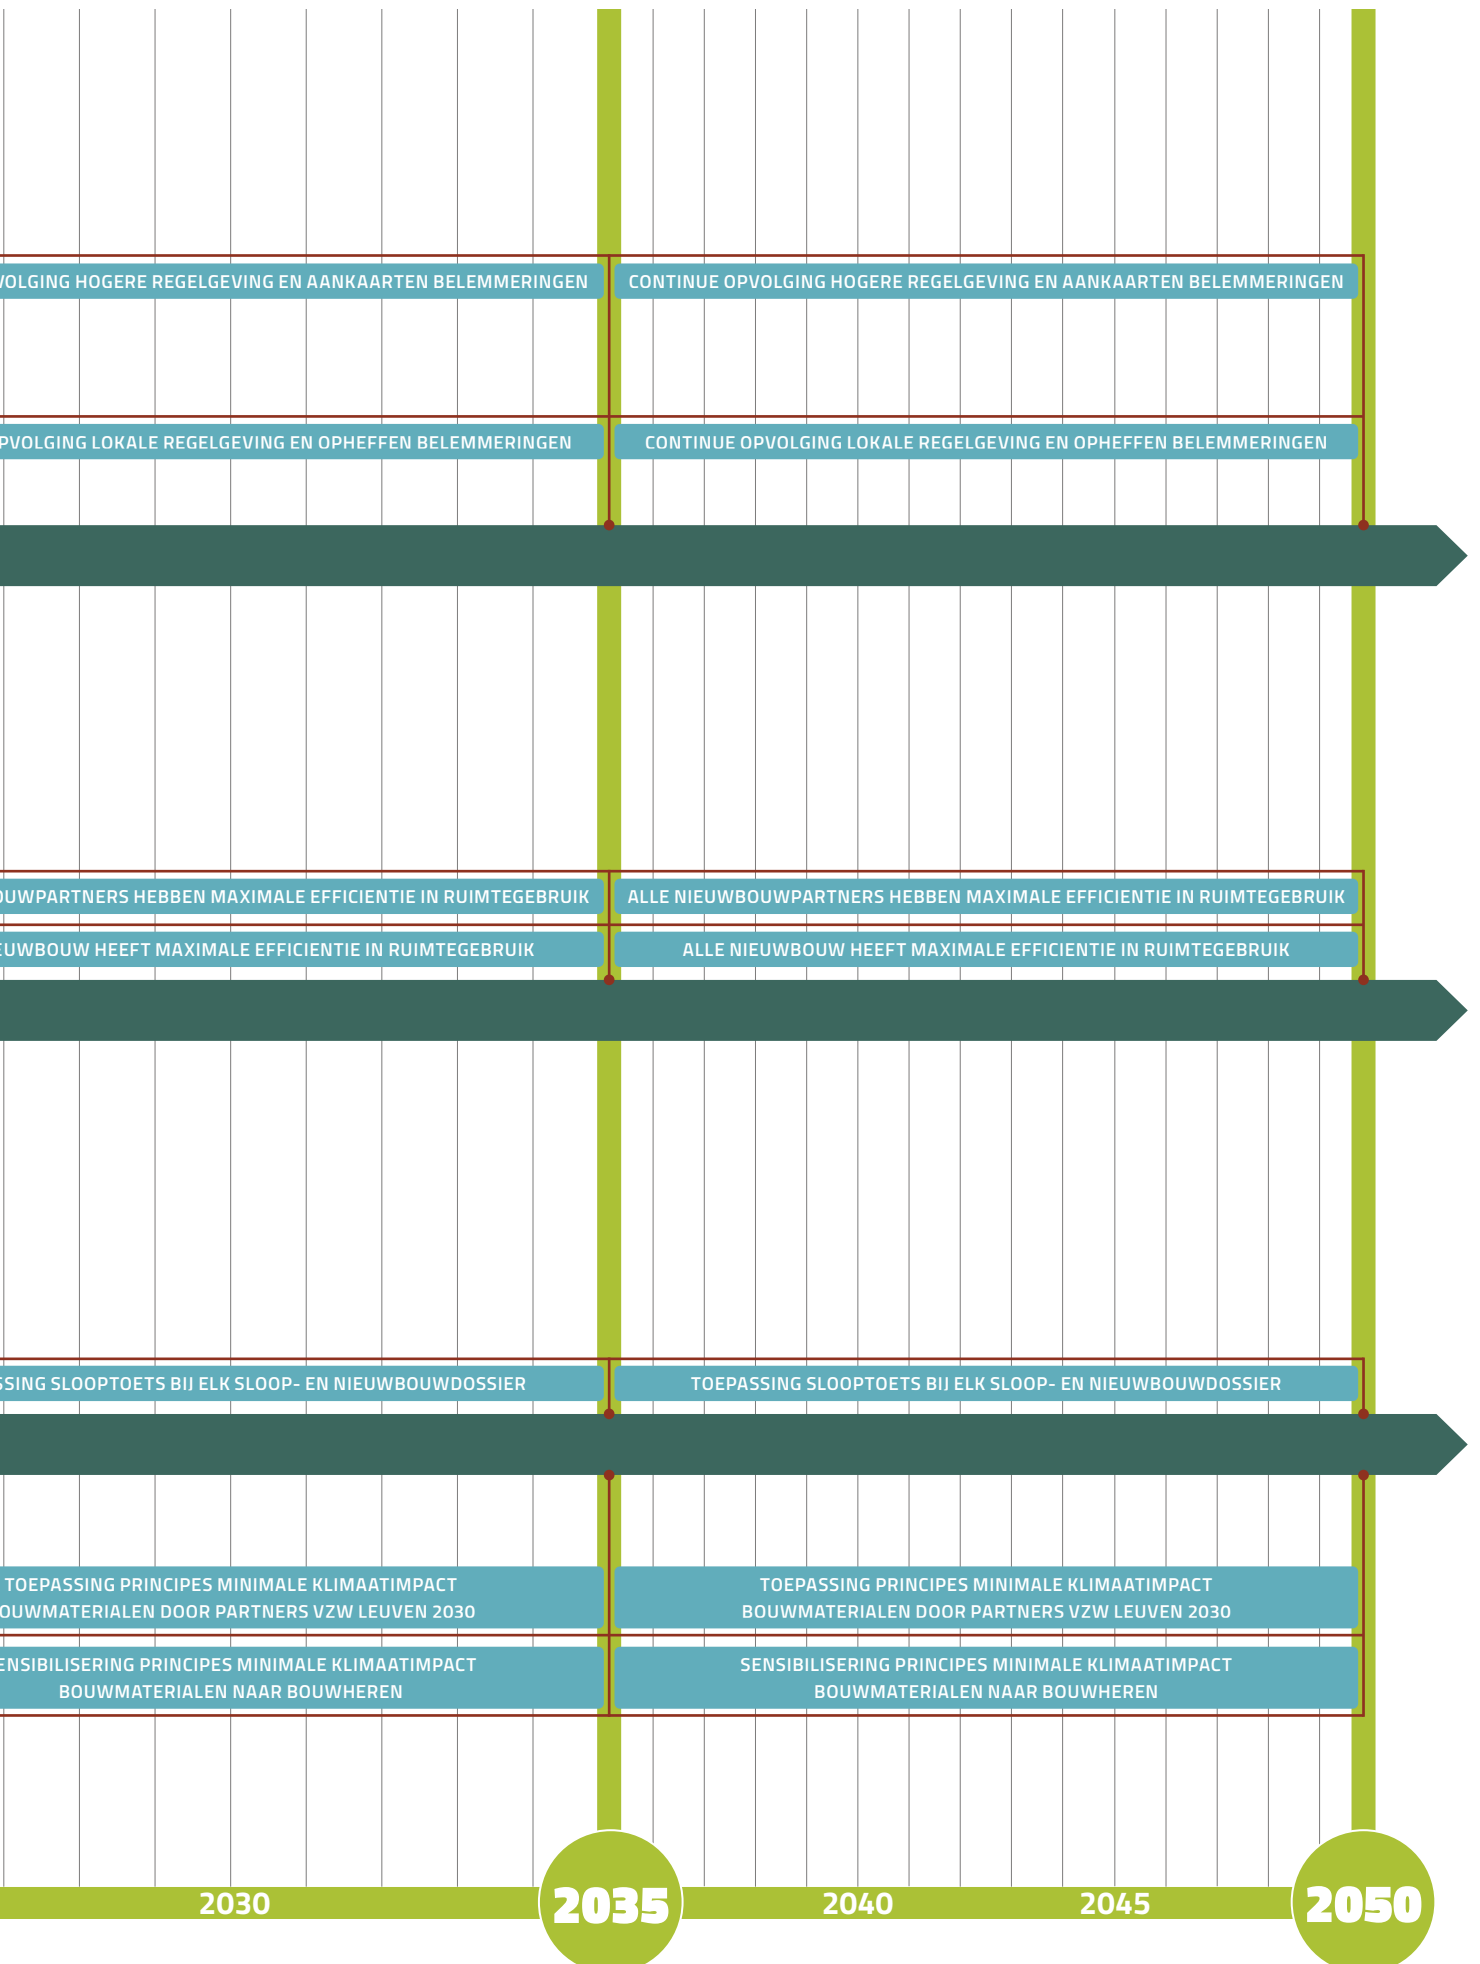 VOLGING HOGERE REGELGEVING EN AANKAARTEN BELEMMERINGEN
CONTINUE OPVOLGING HOGERE REGELGEVING EN AANKAARTEN BELEMMERINGEN
PVOLGING LOKALE REGELGEVING EN OPHEFFEN BELEMMERINGEN
CONTINUE OPVOLGING LOKALE REGELGEVING EN OPHEFFEN BELEMMERINGEN
OUWPARTNERS HEBBEN MAXIMALE EFFICIENTIE IN RUIMTEGEBRUIK
ALLE NIEUWBOUWPARTNERS HEBBEN MAXIMALE EFFICIENTIE IN RUIMTEGEBRUIK
EUWBOUW HEEFT MAXIMALE EFFICIENTIE IN RUIMTEGEBRUIK
ALLE NIEUWBOUW HEEFT MAXIMALE EFFICIENTIE IN RUIMTEGEBRUIK
SSING SLOOPTOETS BIJ ELK SLOOP- EN NIEUWBOUWDOSSIER
TOEPASSING SLOOPTOETS BIJ ELK SLOOP- EN NIEUWBOUWDOSSIER
TOEPASSING PRINCIPES MINIMALE KLIMAATIMPACT
OUWMATERIALEN DOOR PARTNERS VZW LEUVEN 2030
TOEPASSING PRINCIPES MINIMALE KLIMAATIMPACT
BOUWMATERIALEN DOOR PARTNERS VZW LEUVEN 2030
ENSIBILISERING PRINCIPES MINIMALE KLIMAATIMPACT
BOUWMATERIALEN NAAR BOUWHEREN
SENSIBILISERING PRINCIPES MINIMALE KLIMAATIMPACT
BOUWMATERIALEN NAAR BOUWHEREN
2030
2035
2040
2045
2050